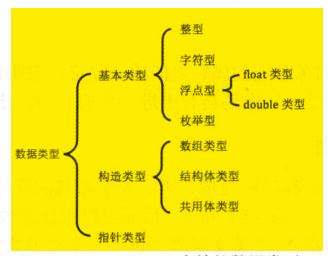 整型
字符型
float 类型
基本类型
浮点型
double 类型
枚举型
数组类型
数据类型
构造类型
结构体类型
共用体类型
指针类型